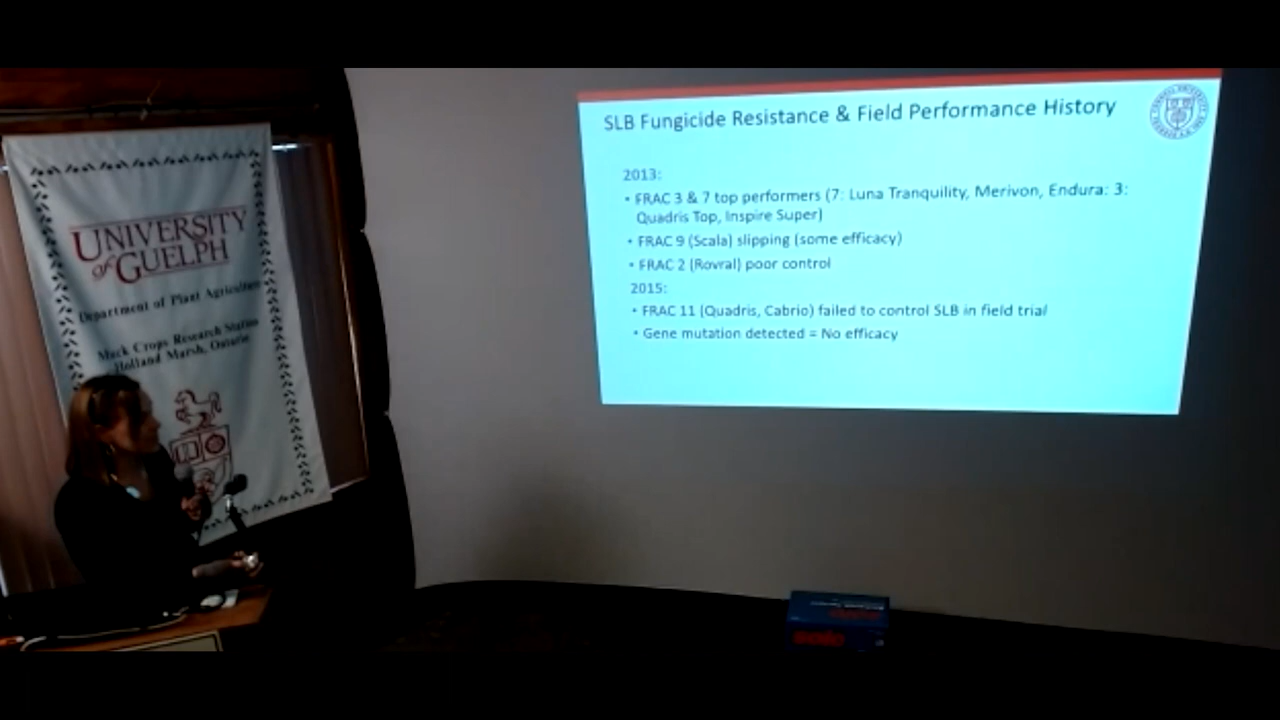 UNIVERSITY
of GUELPH
Department of Plant Agriculture
Muck Crops Research Station
Holland Marsh, Ontario
SLB Fungicide Resistance & Field Performance History
2013:
• FRAC 3 & 7 top performers (7: Luna Tranquility, Merivon, Endura: 3:
Quadris Top, Inspire Super)
• FRAC 9 (Scala) slipping (some efficacy)
• FRAC 2 (Rovral) poor control
2015:
• FRAC 11 (Quadris, Cabrio) failed to control SLB in field trial
• Gene mutation detected = No efficacy